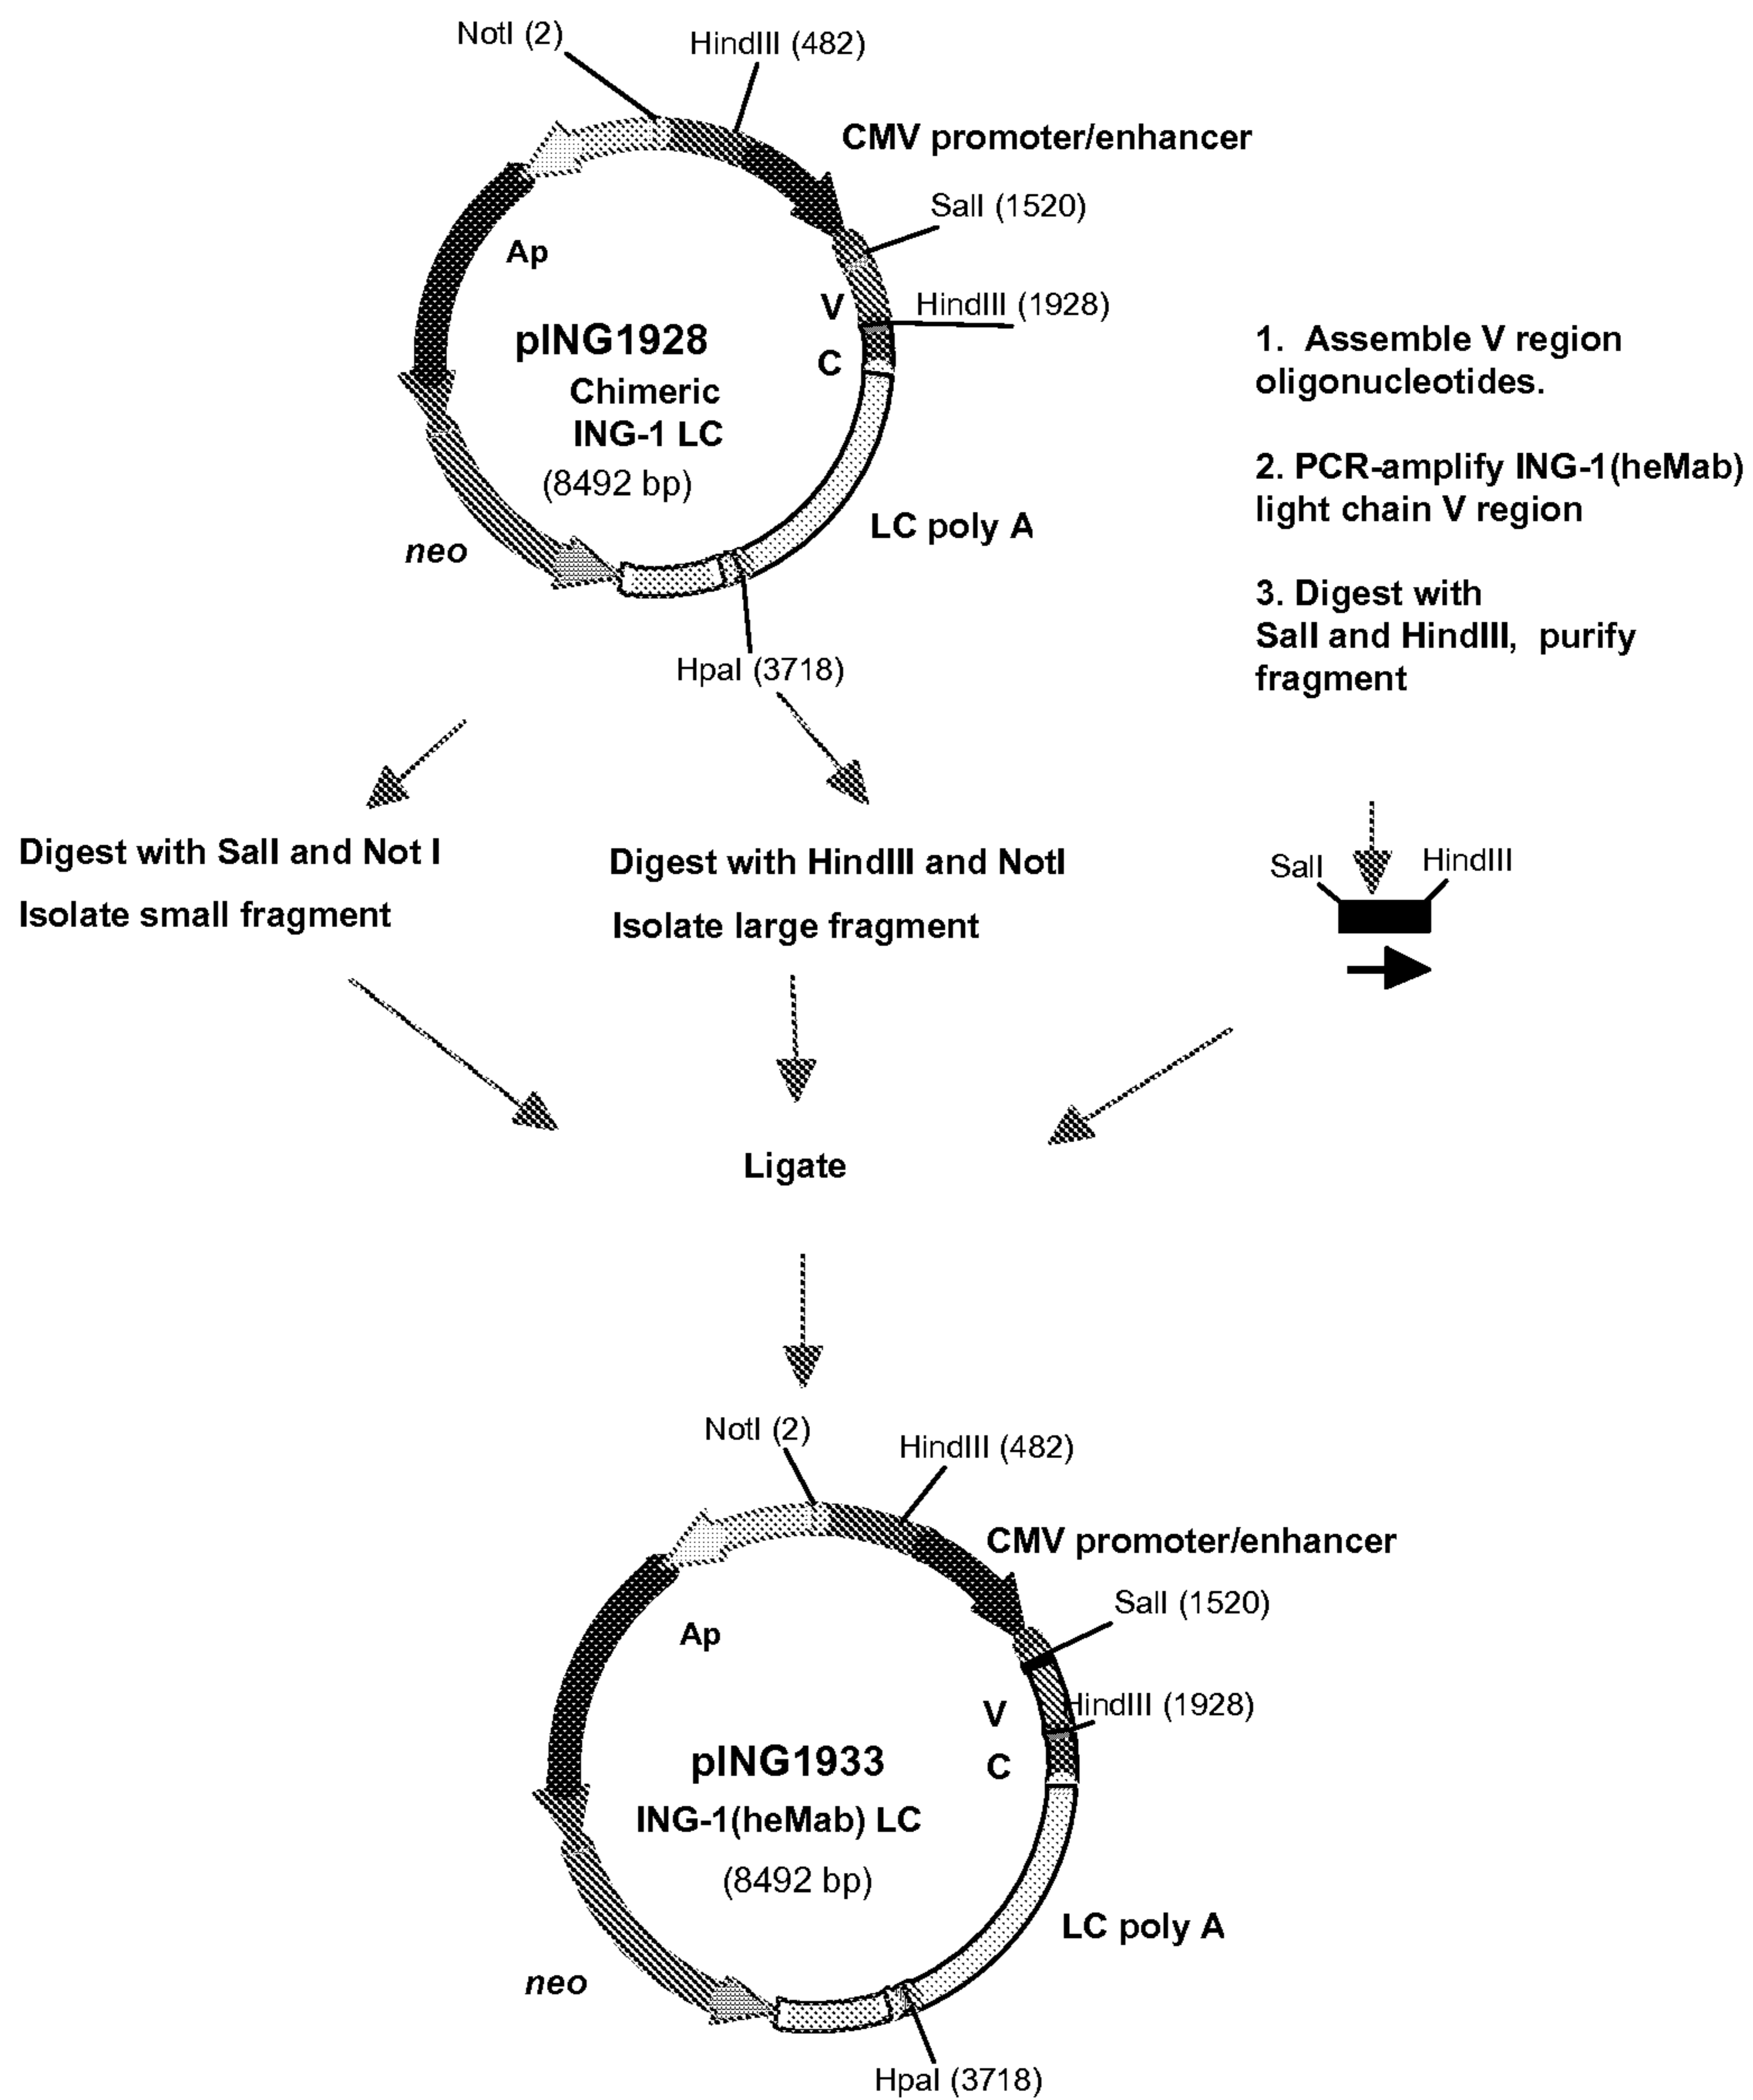 NotI (2)
HindIII (482)
CMV promoter/enhancer
SalI (1520)
Ap
V
HindIII (1928)
pING1928
C
Chimeric
ING-1 LC
(8492 bp)
LC poly A
neo
HpaI (3718)
1. Assemble V region
oligonucleotides.
2. PCR-amplify ING-1(heMab)
light chain V region
3. Digest with
SalI and HindIII, purify
fragment
Digest with SalI and Not I
Isolate small fragment
Digest with HindIII and NotI
Isolate large fragment
SalI
HindIII
Ligate
NotI (2)
HindIII (482)
CMV promoter/enhancer
SalI (1520)
Ap
V
HindIII (1928)
pING1933
C
ING-1(heMab) LC
(8492 bp)
LC poly A
neo
HpaI (3718)